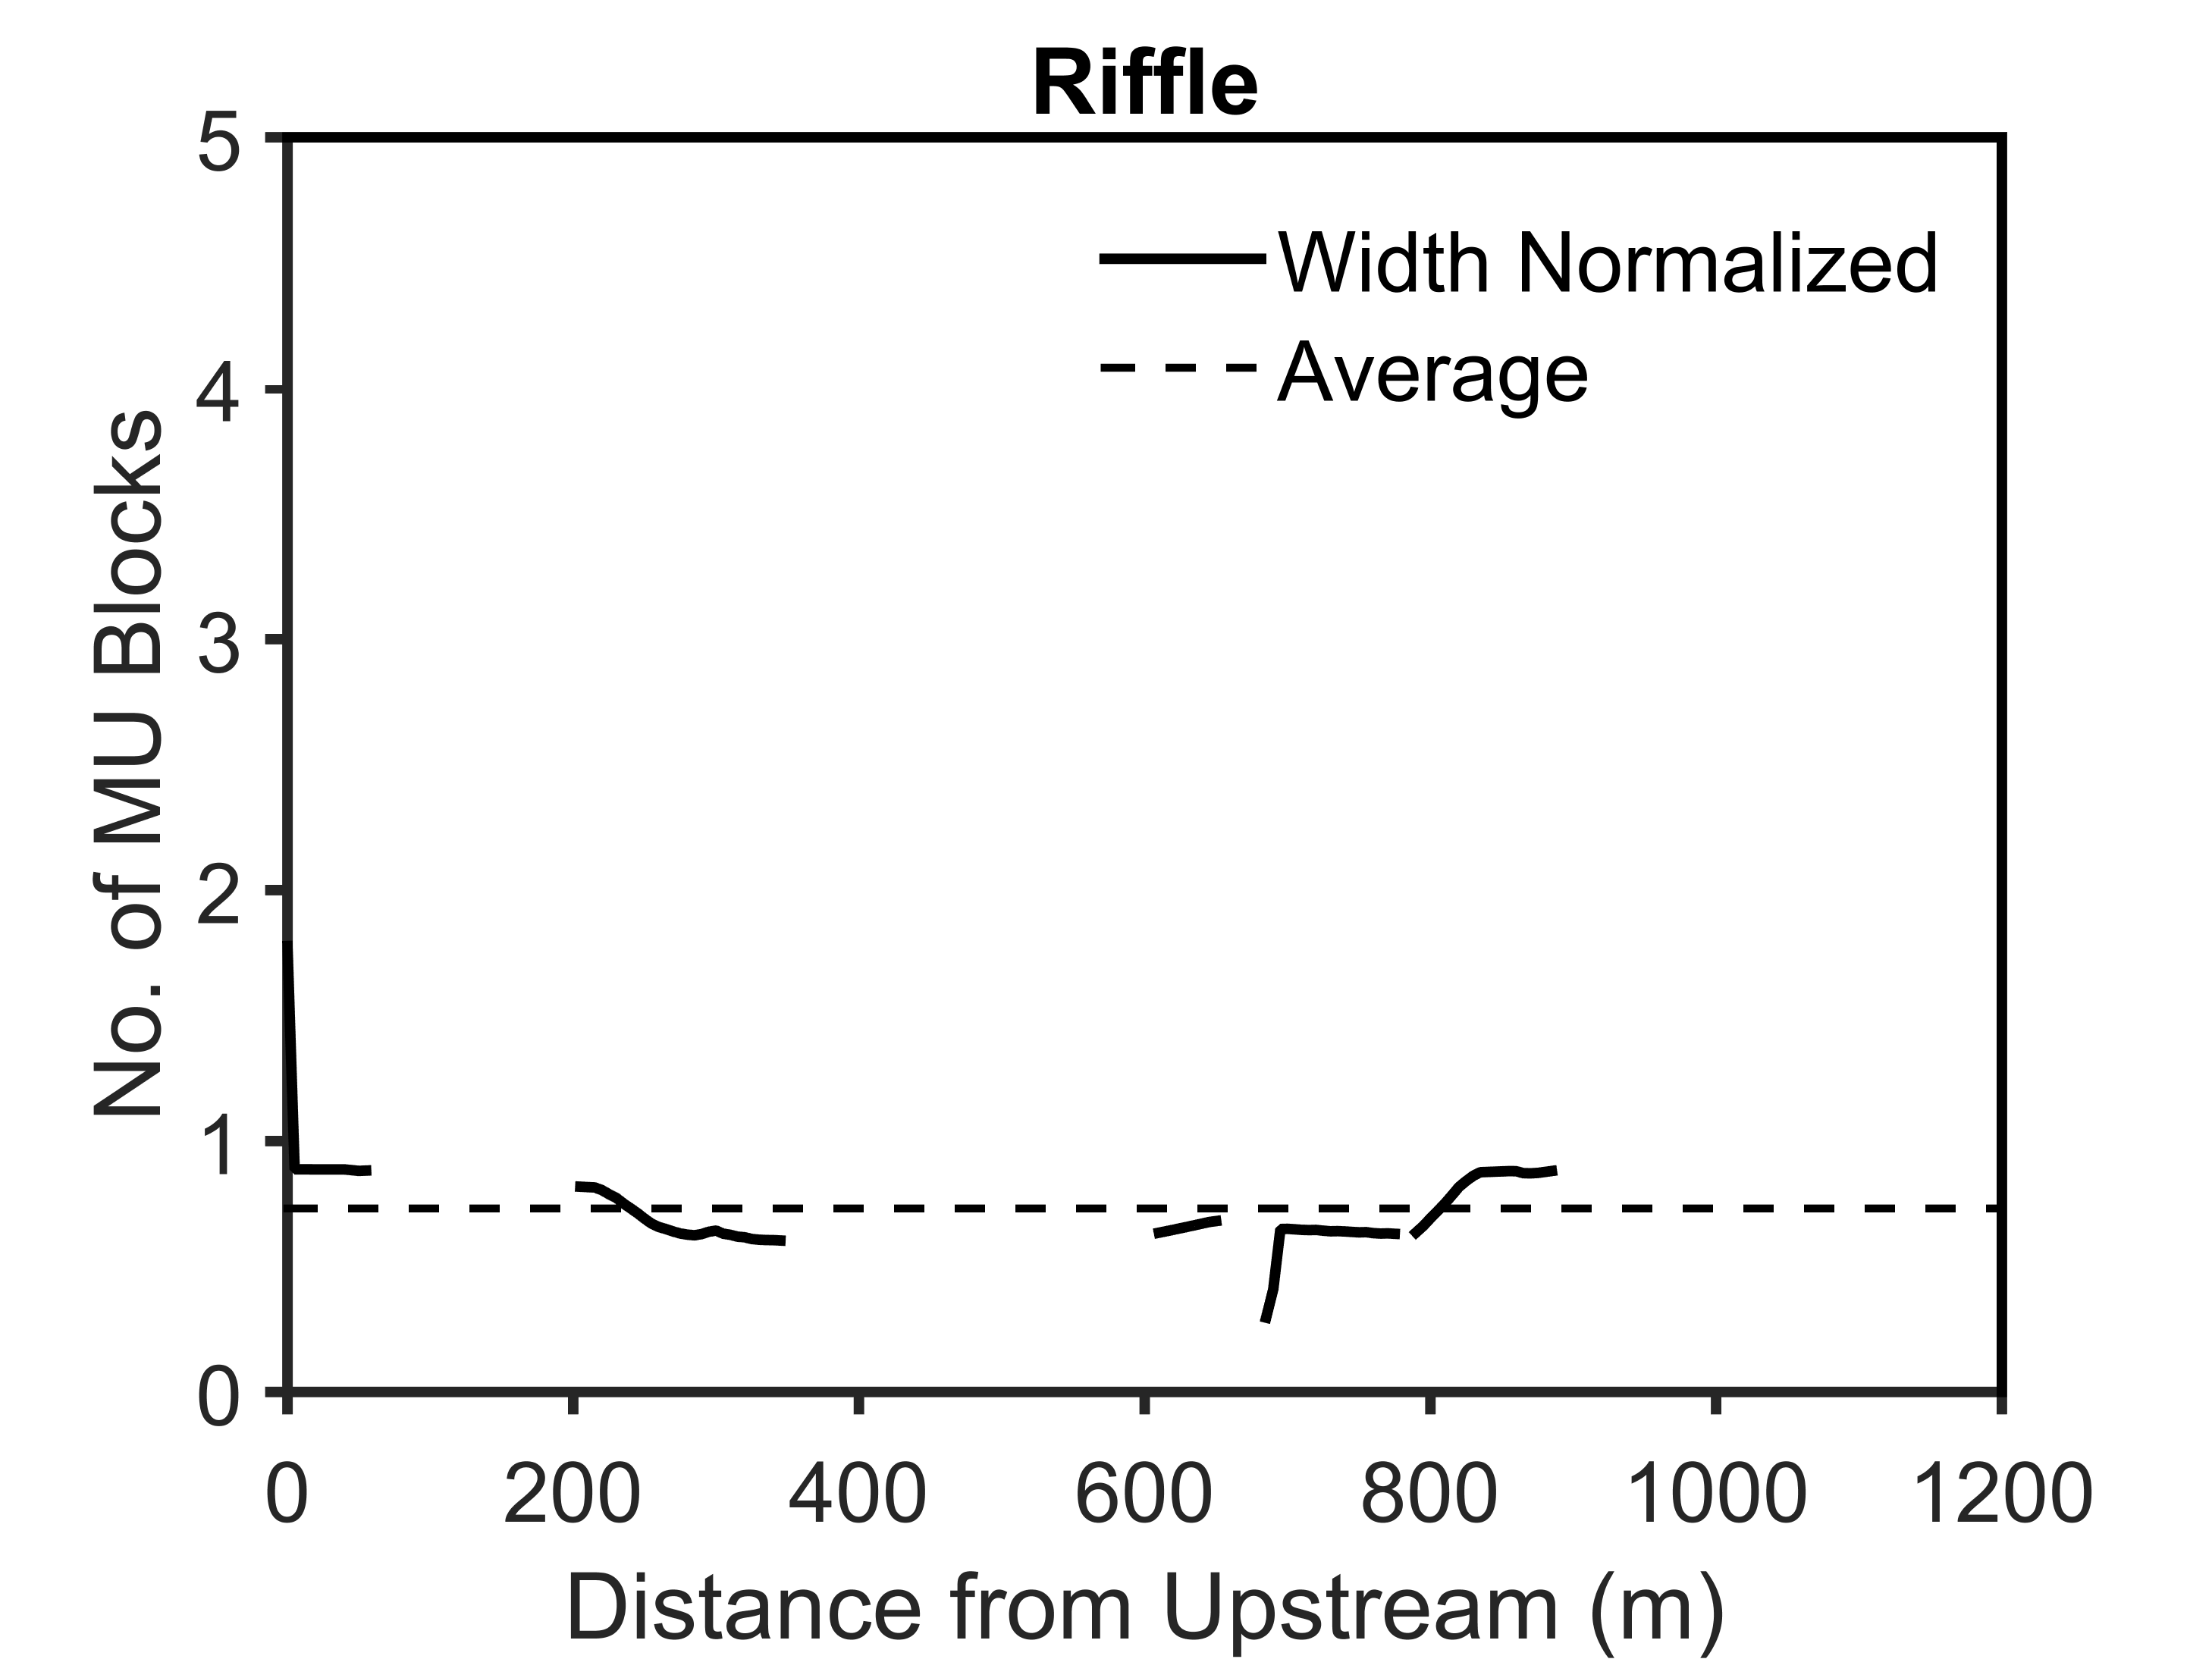 Riffle
Width Normalized
Average
No. of MU Blocks
5
4
3
2
1
0
0 200 400 600 800 1000 1200
Distance from Upstream (m)